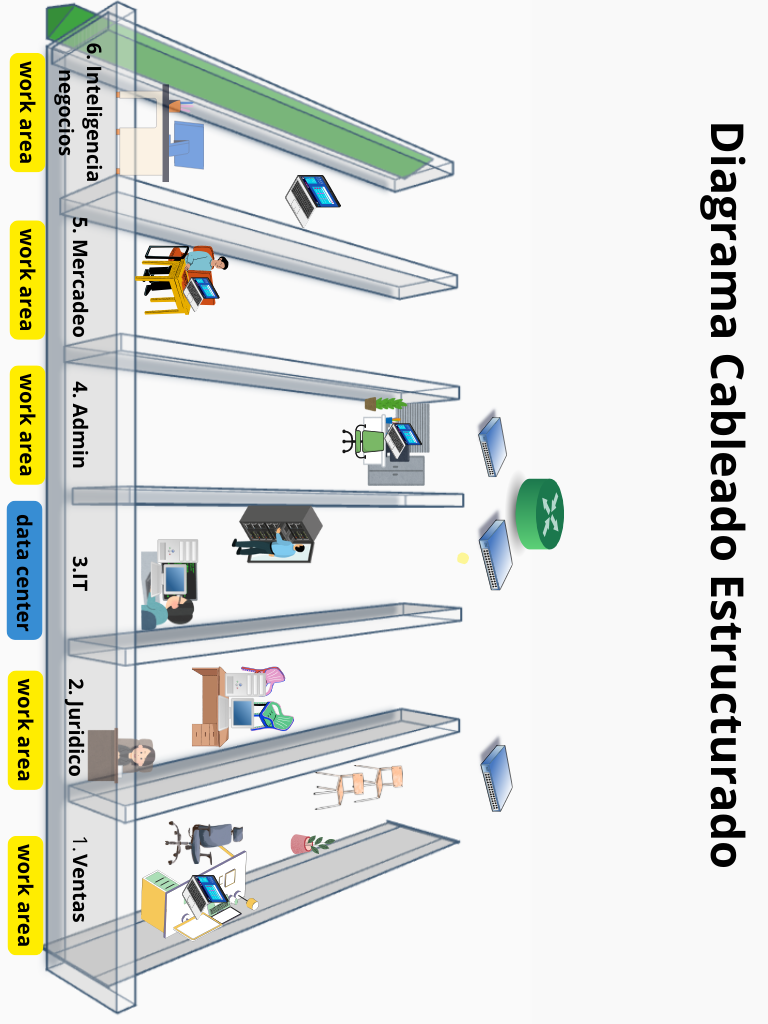 Diagrama Cableado Estructurado
6. Inteligencia
negocios
5. Mercadeo
4. Admin
3.IT
2. Juridico
1.Ventas
work area
work area
work area
data center
work area
work area